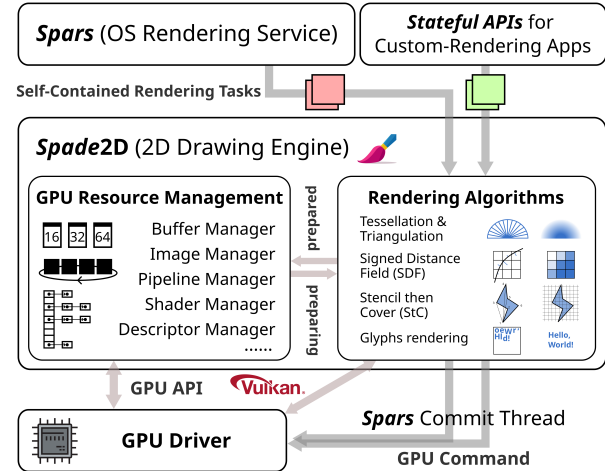 Spars (OS Rendering Service)
Stateful APIs for
Custom-Rendering Apps
Self-Contained Rendering Tasks
Spade2D (2D Drawing Engine)
GPU Resource Management
16 32 64
Buffer Manager
Image Manager
Pipeline Manager
Shader Manager
Descriptor Manager
......
prepared
preparing
Rendering Algorithms
Tessellation &
Triangulation
Signed Distance
Field (SDF)
Stencil then
Cover (StC)
Glyphs rendering
Hello,
World!
GPU API
Vulkan
GPU Driver
Spars Commit Thread
GPU Command